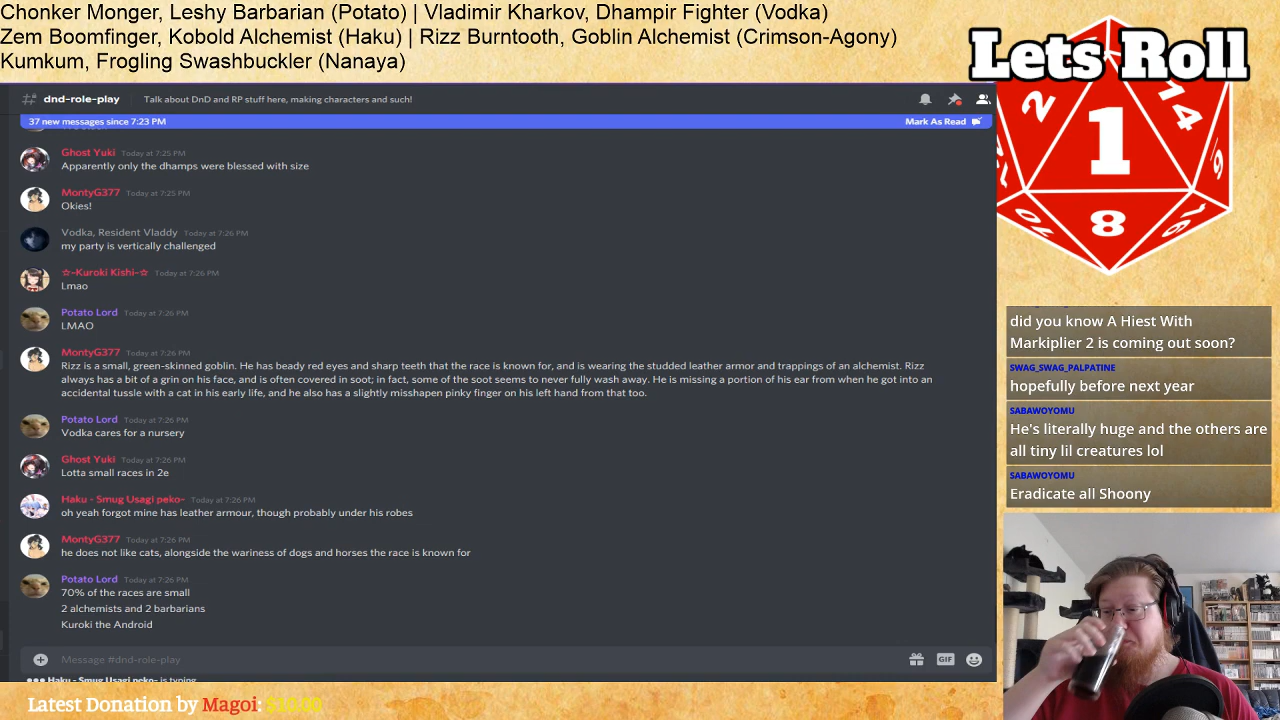 Chonker Monger, Leshy Barbarian (Potato) | Vladimir Kharkov, Dhampir Fighter (Vodka)
Zem Boomfinger, Kobold Alchemist (Haku) | Rizz Burntooth, Goblin Alchemist (Crimson-Agony)
Kumkum, Frogling Swashbuckler (Nanaya)
Lets Roll
2
14
1
8
dnd-role-play Talk about DnD and RP stuff here, making characters and such!
37 new messages since 7:23 PM Mark As Read
Ghost Yuki Today at 7:25 PM
Apparently only the dhamps were blessed with size
MontyG377 Today at 7:25 PM
Okies!
Vodka, Resident Vladdy Today at 7:26 PM
my party is vertically challenged
☆~Kuroki Kishi~☆ Today at 7:26 PM
Lmao
Potato Lord Today at 7:26 PM
LMAO
MontyG377 Today at 7:26 PM
Rizz is a small, green-skinned goblin. He has beady red eyes and sharp teeth that the race is known for, and is wearing the studded leather armor and trappings of an alchemist. Rizz
always has a bit of a grin on his face, and is often covered in soot; in fact, some of the soot seems to never fully wash away. He is missing a portion of his ear from when he got into an
accidental tussle with a cat in his early life, and he also has a slightly misshapen pinky finger on his left hand from that too.
Potato Lord Today at 7:26 PM
Vodka cares for a nursery
Ghost Yuki Today at 7:26 PM
Lotta small races in 2e
Haku - Smug Usagi peko~ Today at 7:26 PM
oh yeah forgot mine has leather armour, though probably under his robes
MontyG377 Today at 7:26 PM
he does not like cats, alongside the wariness of dogs and horses the race is known for
Potato Lord Today at 7:26 PM
70% of the races are small
2 alchemists and 2 barbarians
Kuroki the Android
Message #dnd-role-play
GIF
Haku - Smug Usagi peko~ is typing
did you know A Hiest With
Markiplier 2 is coming out soon?
SWAG_SWAG_PALPATINE
hopefully before next year
SABAWOYOMU
He's literally huge and the others are
all tiny lil creatures lol
SABAWOYOMU
Eradicate all Shoony
Latest Donation by Magoi: $10.00